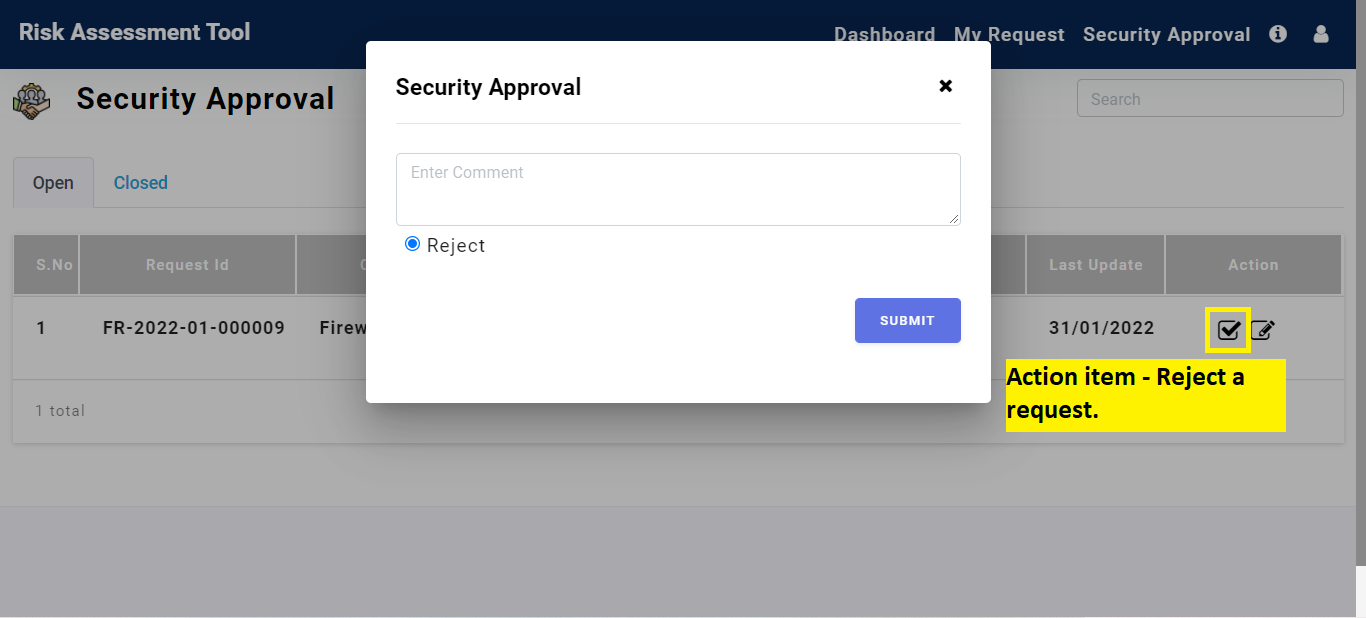 Risk Assessment Tool
Dashboard My Request Security Approval
Security Approval
Search
Open Closed
Security Approval
Enter Comment
Reject
SUBMIT
S.No Request Id Last Update Action
1 FR-2022-01-000009 Firew 31/01/2022
Action item - Reject a
request.
1 total